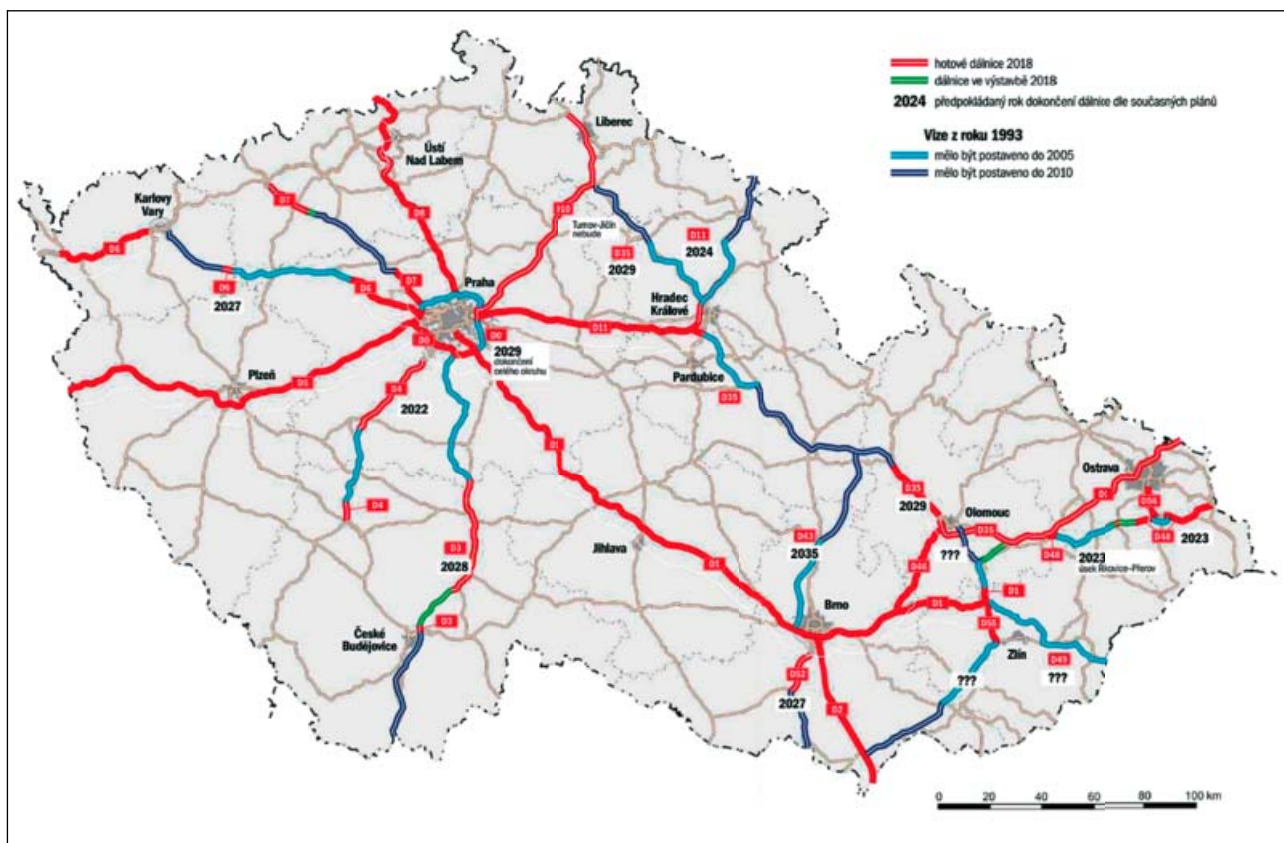 hotové dálnice 2018
dálnice ve výstavbě 2018
2024 předpokládaný rok dokončení dálnice dle současných plánů
Vize z roku 1993
mělo být postaveno do 2005
mělo být postaveno do 2010
Liberec
Ústí
Nad Labem
Karlovy
Vary
D7
D8
D10
Turnov-Jičín
nebude
D11
2024
D35
2029
D6
D6
2027
D6
D7
Praha
Hradec
Králové
D11
D0
D0
2029
dokončení
celého okruhu
Plzeň
D5
Pardubice
D4
2022
D35
D1
Ostrava
D1
D35
2029
Olomouc
D35
D56
D48
D48
2023
2023
úsek Říkovice-Přerov
D4
D43
2035
???
Jihlava
D3
2028
D1
D46
Brno
D1
D1
D55
České
Budějovice
D3
Zlín
D49
???
???
D52
2027
D2
0 20 40 60 80 100 km